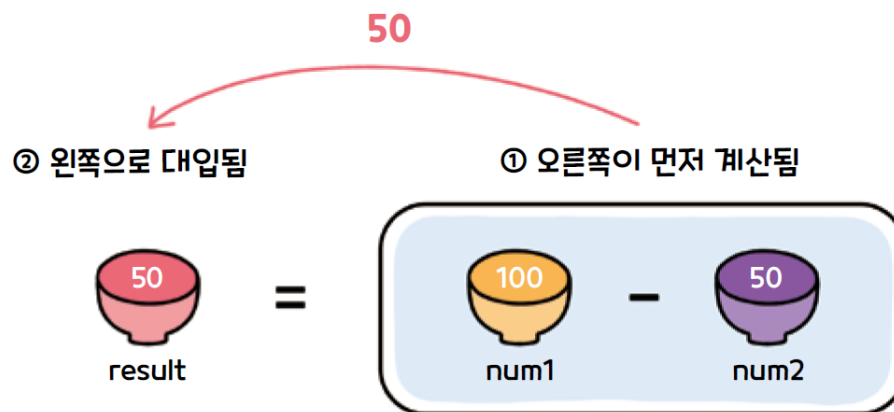 50
② 왼쪽으로 대입됨
① 오른쪽이 먼저 계산됨
50 = 100 - 50
result num1 num2